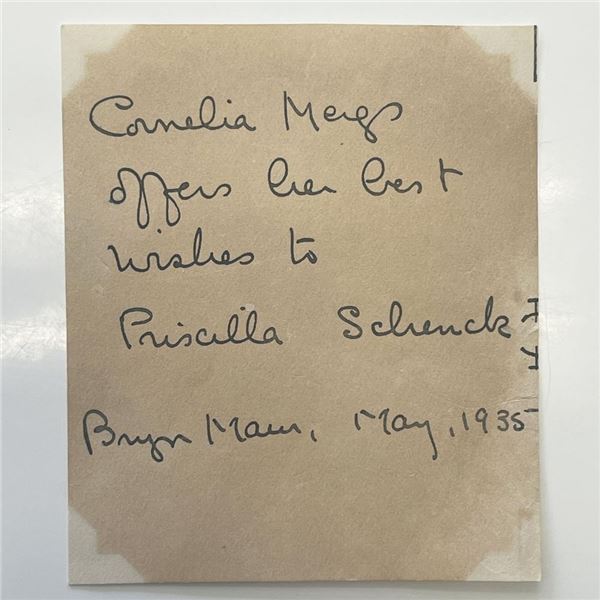 Cornelia Meigs
offers her best
wishes to
Priscilla Schenck
Bryn Mawr, May, 1935